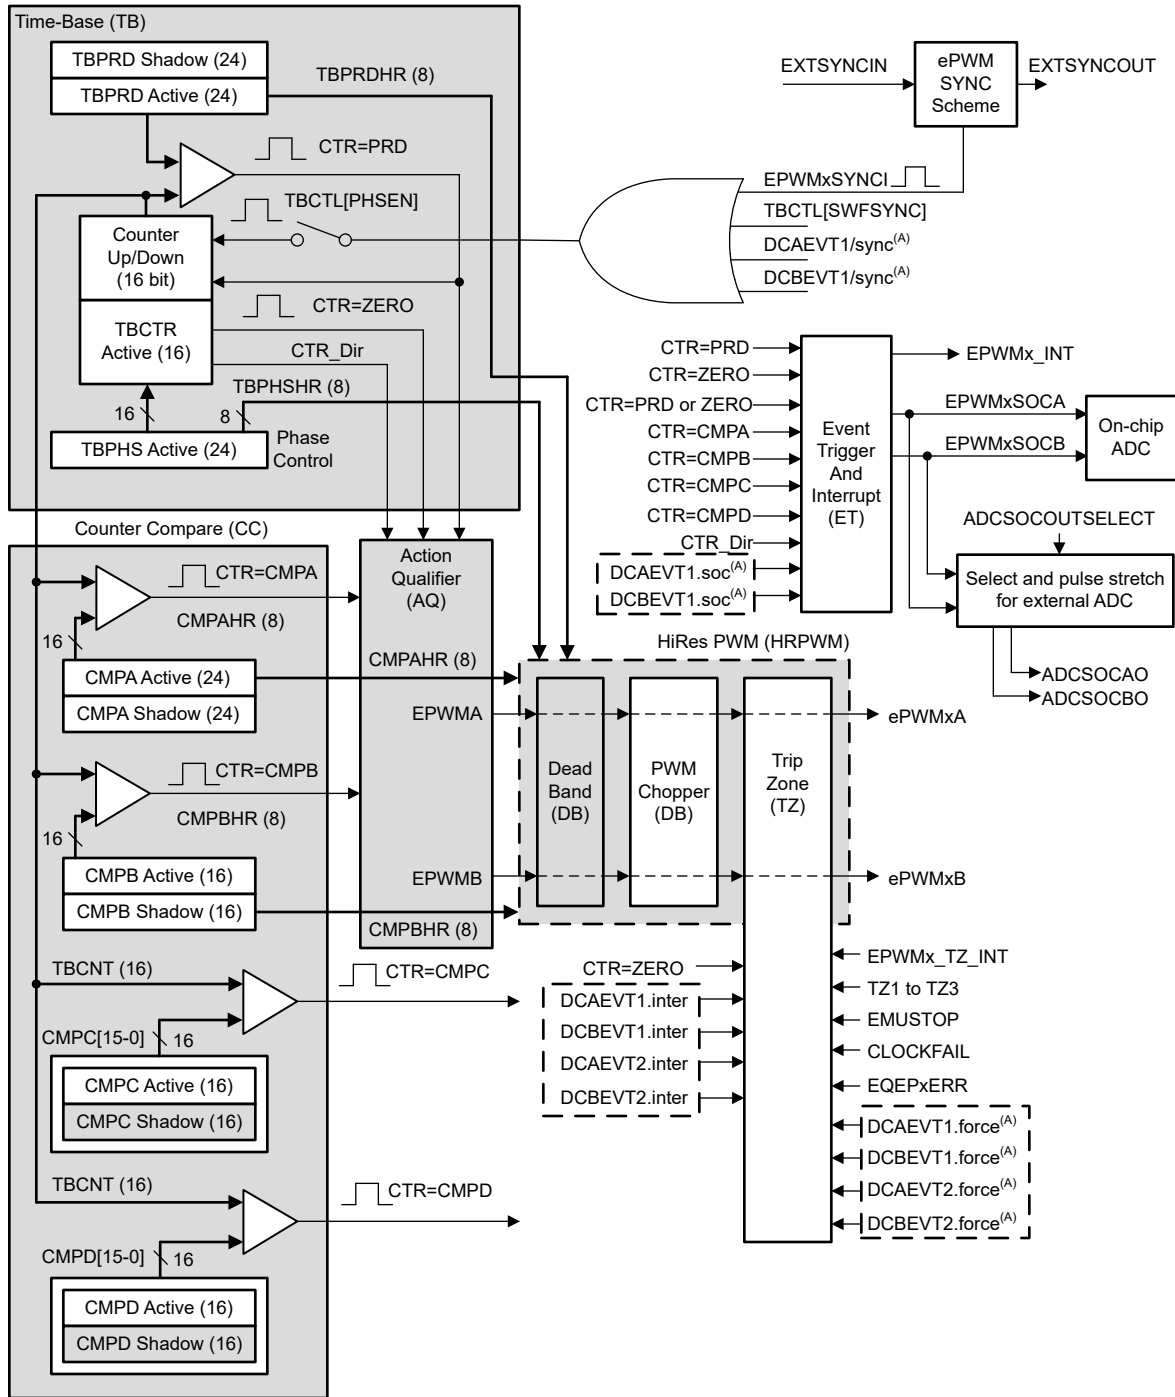 Time-Base (TB)
TBPRD Shadow (24)
TBPRD Active (24)
TBPRDHR (8)
CTR=PRD
TBCTL[PHSEN]
Counter
Up/Down
(16 bit)
CTR=ZERO
TBCTR
Active (16)
CTR_Dir
TBPHSHR (8)
16
8
TBPHS Active (24)
Phase
Control
EXTSYNCIN
ePWM
SYNC
Scheme
EXTSYNCOUT
EPWMxSYNCI
TBCTL[SWFSYNC]
DCAEVT1/sync(A)
DCBEVT1/sync(A)
CTR=PRD
CTR=ZERO
CTR=PRD or ZERO
CTR=CMPA
CTR=CMPB
CTR=CMPC
CTR=CMPD
CTR_Dir
DCAEVT1.soc(A)
DCBEVT1.soc(A)
Event
Trigger
And
Interrupt
(ET)
EPWMx_INT
EPWMxSOCA
EPWMxSOCB
On-chip
ADC
ADCSOCOUTSELECT
Select and pulse stretch
for external ADC
ADCSOCAO
ADCSOCBO
Counter Compare (CC)
CTR=CMPA
CMPAHR (8)
16
CMPA Active (24)
CMPA Shadow (24)
CTR=CMPB
CMPBHR (8)
16
CMPB Active (16)
CMPB Shadow (16)
TBCNT (16)
CTR=CMPC
CMPC[15-0]
16
CMPC Active (16)
CMPC Shadow (16)
TBCNT (16)
CTR=CMPD
CMPD[15-0]
16
CMPD Active (16)
CMPD Shadow (16)
Action
Qualifier
(AQ)
CMPAHR (8)
EPWMA
EPWMB
CMPBHR (8)
HiRes PWM (HRPWM)
Dead
Band
(DB)
PWM
Chopper
(DB)
Trip
Zone
(TZ)
ePWMxA
ePWMxB
CTR=ZERO
DCAEVT1.inter
DCBEVT1.inter
DCAEVT2.inter
DCBEVT2.inter
EPWMx_TZ_INT
TZ1 to TZ3
EMUSTOP
CLOCKFAIL
EQEPxERR
DCAEVT1.force(A)
DCBEVT1.force(A)
DCAEVT2.force(A)
DCBEVT2.force(A)